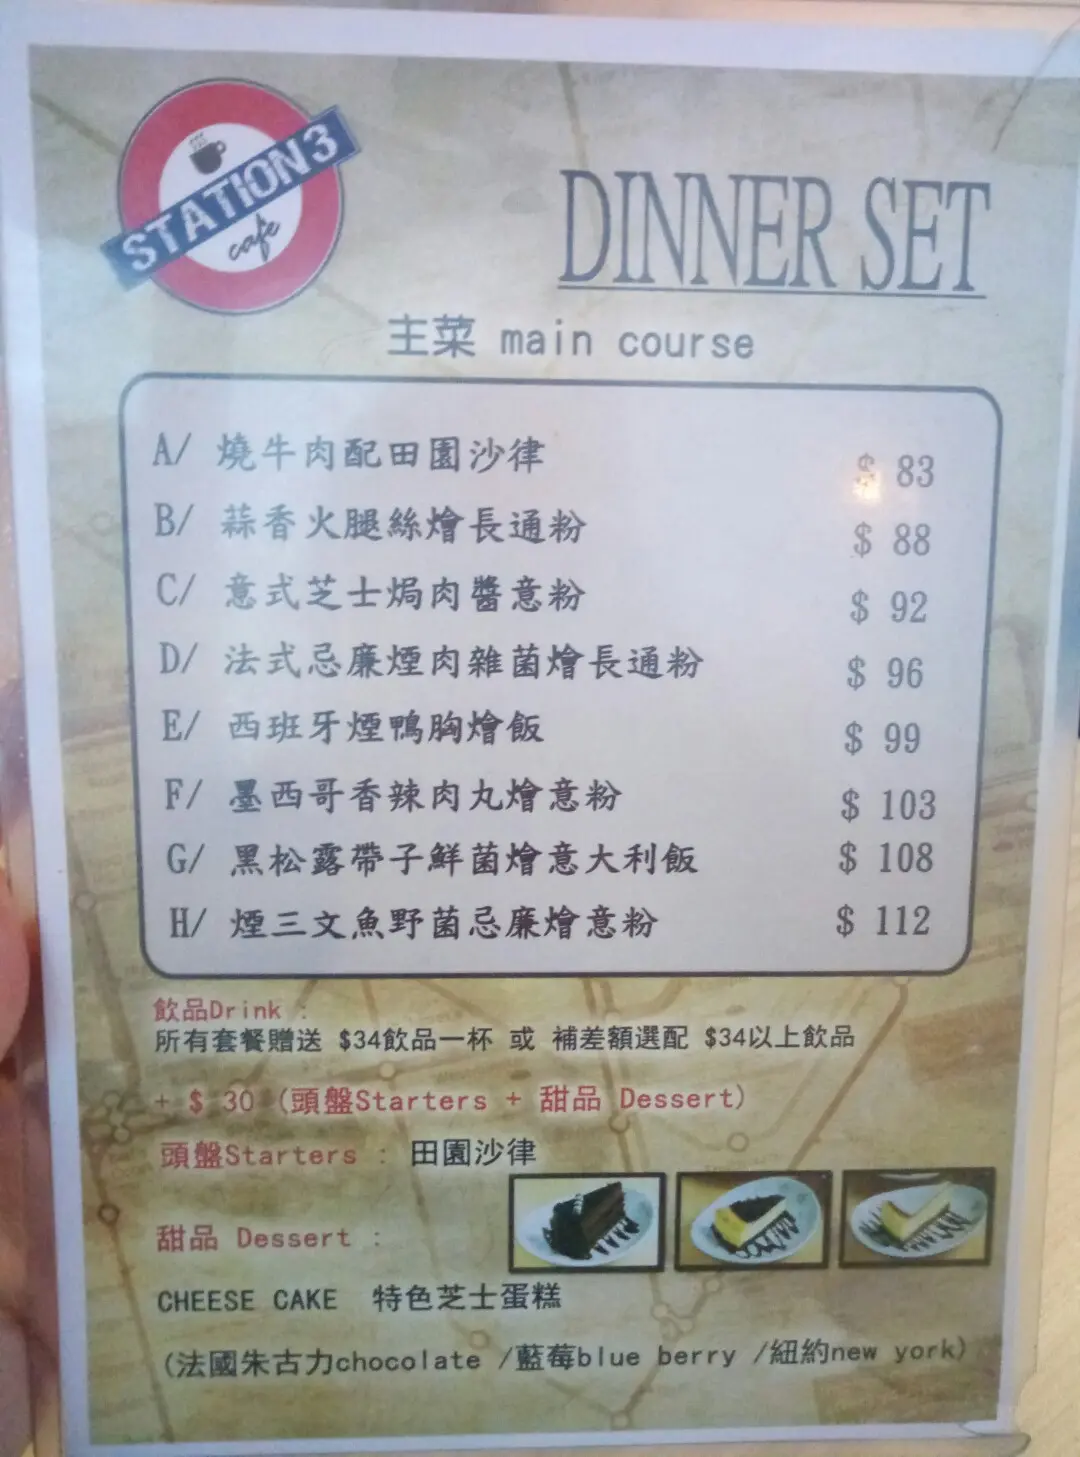 STATION3
cafe
DINNER SET
主菜 main course
A/ 燒牛肉配田園沙律 $ 83
B/ 蒜香火腿絲燴長通粉 $ 88
C/ 意式芝士焗肉醬意粉 $ 92
D/ 法式忌廉煙肉雜菌燴長通粉 $ 96
E/ 西班牙煙鴨胸燴飯 $ 99
F/ 墨西哥香辣肉丸燴意粉 $ 103
G/ 黑松露帶子鮮菌燴意大利飯 $ 108
H/ 煙三文魚野菌忌廉燴意粉 $ 112
飲品Drink :
所有套餐贈送 $34飲品一杯 或 補差額選配 $34以上飲品
+ $ 30 (頭盤Starters + 甜品 Dessert)
頭盤Starters : 田園沙律
甜品 Dessert :
CHEESE CAKE 特色芝士蛋糕
(法國朱古力chocolate /藍莓blue berry /紐約new york)